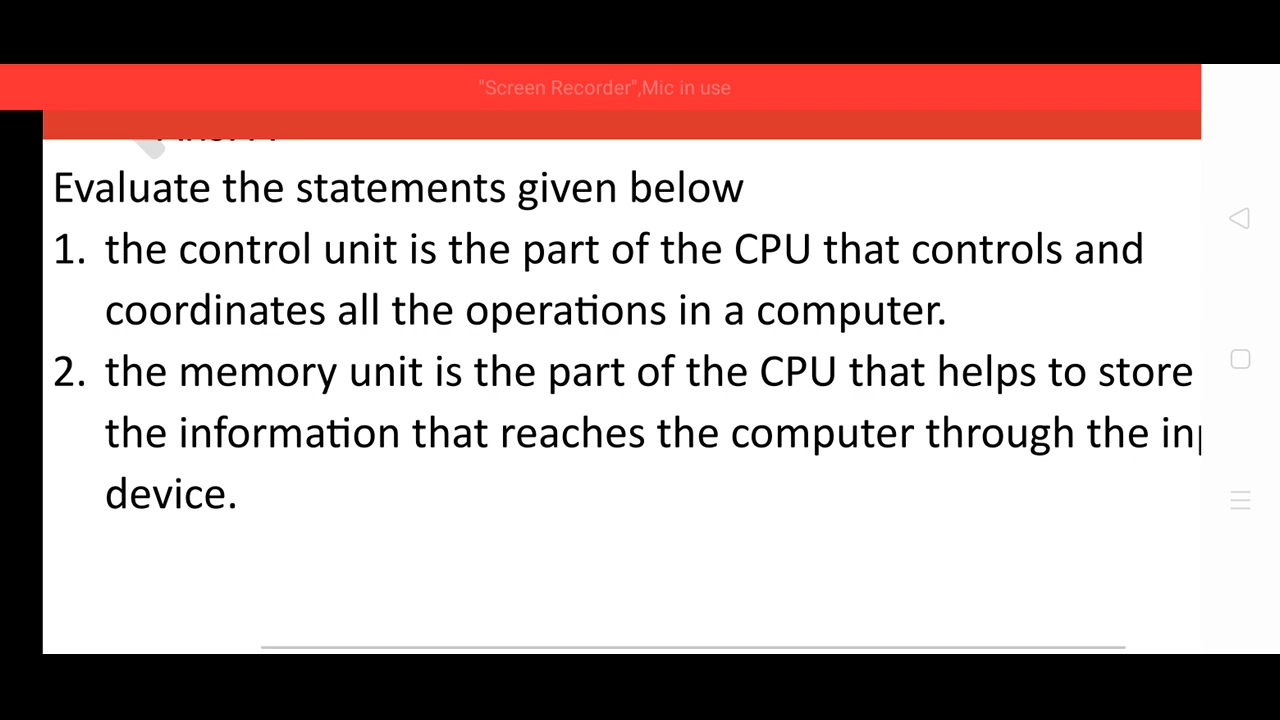 "Screen Recorder",Mic in use
Evaluate the statements given below
1. the control unit is the part of the CPU that controls and
coordinates all the operations in a computer.
2. the memory unit is the part of the CPU that helps to store
the information that reaches the computer through the
device.